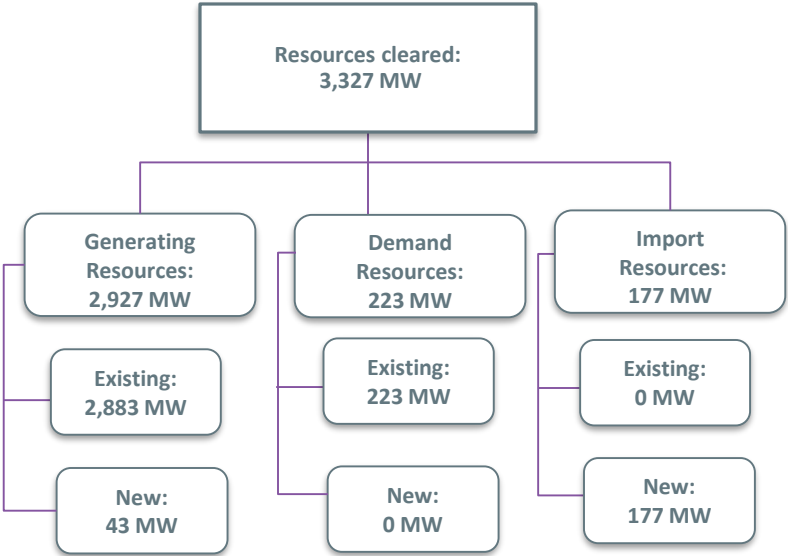 Resources cleared:
3,327 MW
Generating
Resources:
2,927 MW
Demand
Resources:
223 MW
Import
Resources:
177 MW
Existing:
2,883 MW
Existing:
223 MW
Existing:
0 MW
New:
43 MW
New:
0 MW
New:
177 MW